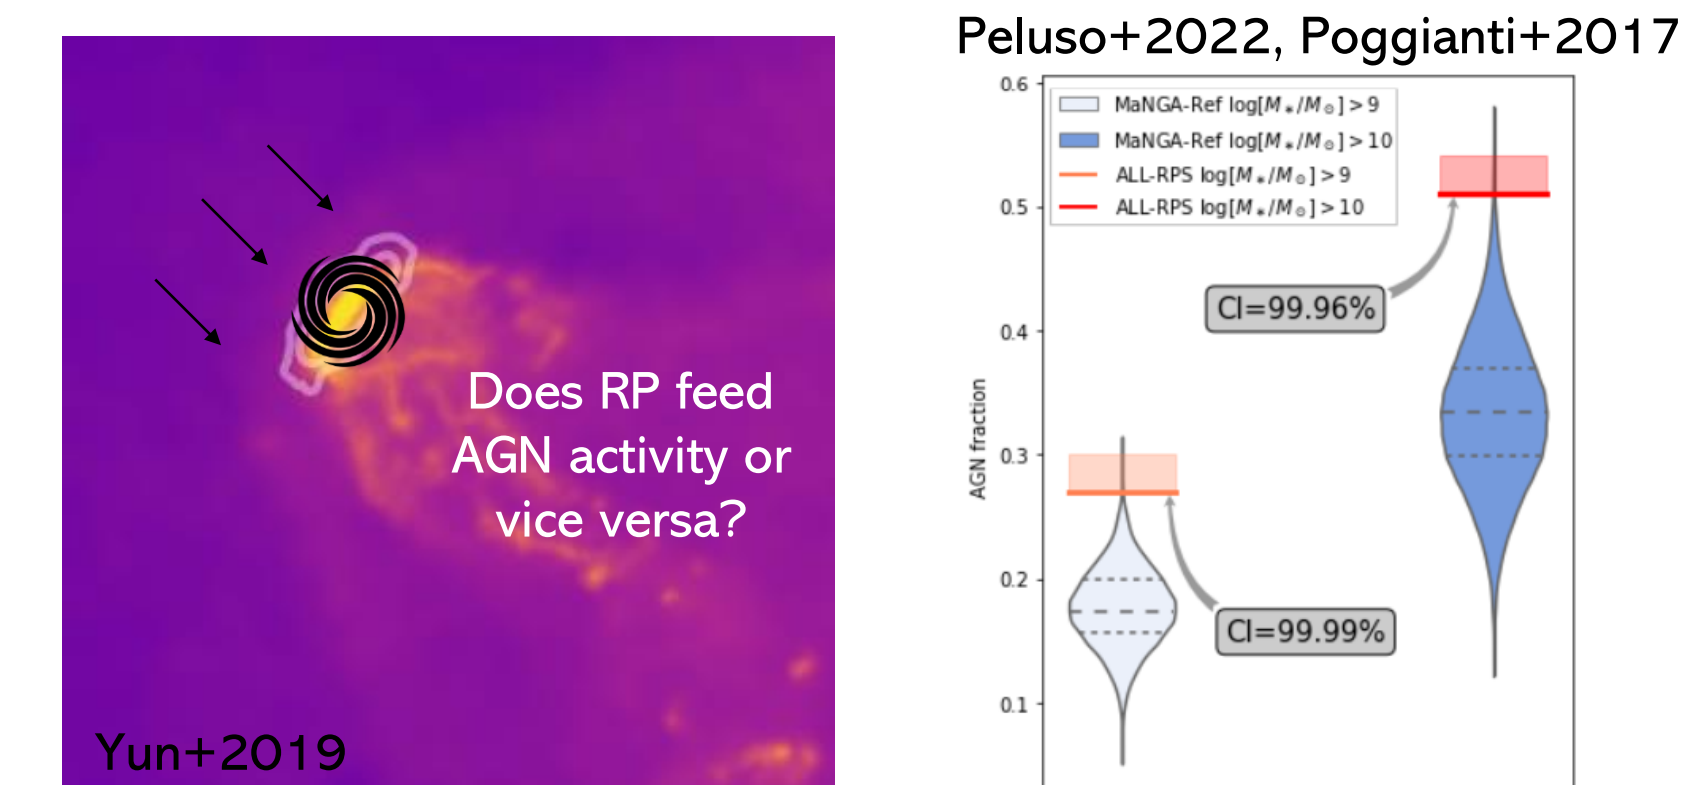 Does RP feed
AGN activity or
vice versa?
Yun+2019
Peluso+2022, Poggianti+2017
0.6
0.5
0.4
0.3
0.2
0.1
AGN fraction
MaNGA-Ref log[M⁎/M⊙] > 9
MaNGA-Ref log[M⁎/M⊙] > 10
ALL-RPS log[M⁎/M⊙] > 9
ALL-RPS log[M⁎/M⊙] > 10
CI=99.96%
CI=99.99%